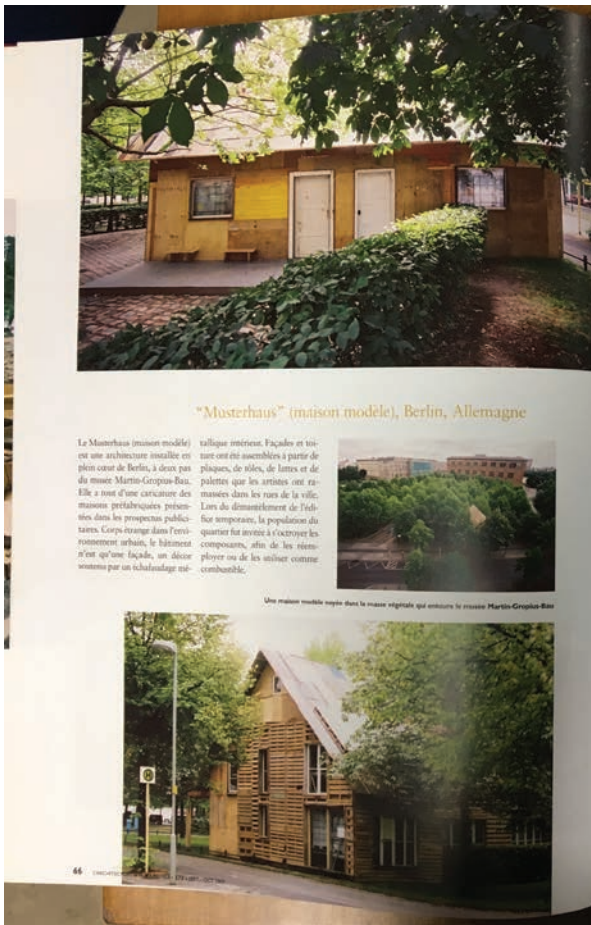 "Musterhaus" (maison modèle), Berlin, Allemagne
Le Musterhaus (maison modèle)
est une architecture installée en
plein cœur de Berlin, à deux pas
du musée Martin-Gropius-Bau.
Elle a tout d'une caricature des
maisons préfabriquées présen-
tées dans les prospectus publici-
taires. Corps étrange dans l'envi-
ronnement urbain, le bâtiment
n'est qu'une façade, un décor
soutenu par un échafaudage mé-
tallique intérieur. Façades et toi-
ture ont été assemblées à partir de
plaques, de tôles, de lattes et de
palettes que les artistes ont ra-
massées dans les rues de la ville.
Lors du démantèlement de l'édi-
fice temporaire, la population du
quartier fut invitée à s'octroyer les
composants, afin de les réem-
ployer ou de les utiliser comme
combustible.
Une maison modèle noyée dans la masse végétale qui entoure le musée Martin-Gropius-Bau
H
66